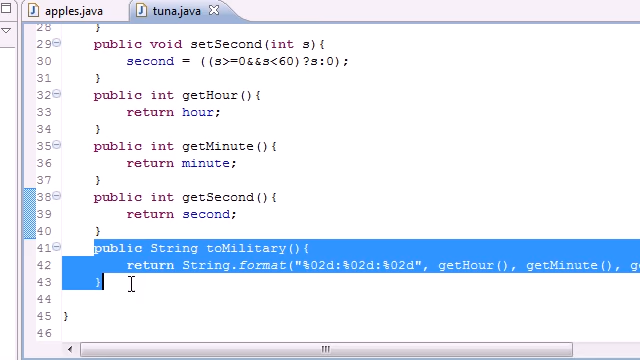 apples.java tuna.java
28 }
29 public void setSecond(int s){
30 second = ((s>=0&&s<60)?s:0);
31 }
32 public int getHour(){
33 return hour;
34 }
35 public int getMinute(){
36 return minute;
37 }
38 public int getSecond(){
39 return second;
40 }
41 public String toMilitary(){
42 return String.format("%02d:%02d:%02d", getHour(), getMinute(), ge
43 }
44
45 }
46